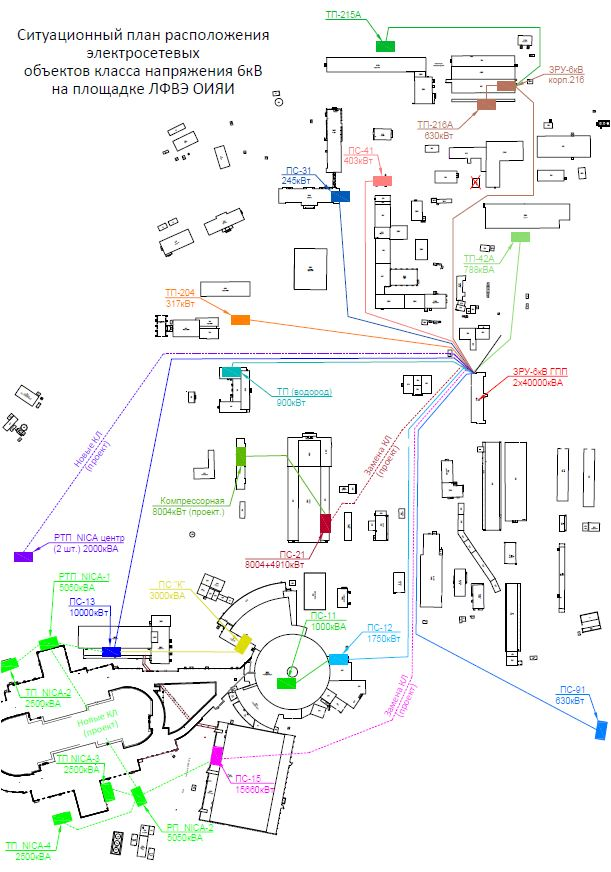 Ситуационный план расположения
электросетевых
объектов класса напряжения 6кВ
на площадке ЛФВЭ ОИЯИ
ТП-215А
ЗРУ-6кВ
корп.216
ТП-216А
630кВт
ПС-41
403кВт
ПС-31
245кВт
ТП-42А
788кВА
ТП-204
317кВт
ЗРУ-6кВ ГПП
2х40000кВА
ТП (водород)
900кВт
Новые КЛ
(проект)
Замена КЛ
(проект)
Компрессорная
8004кВт (проект.)
РТП NICA центр
(2 шт.) 2000кВА
ПС-21
8004+4910кВт
РТП NICA-1
5050кВА
ПС "К"
3000кВА
ПС-13
10000кВт
ПС-11
1000кВА
ПС-12
1750кВт
ТП NICA-2
2500кВА
Замена КЛ
(проект)
ПС-91
630кВт
Новые КЛ
(проект)
ТП NICA-3
2500кВА
ПС-15
15660кВт
РП NICA-2
5050кВА
ТП NICA-4
2500кВА